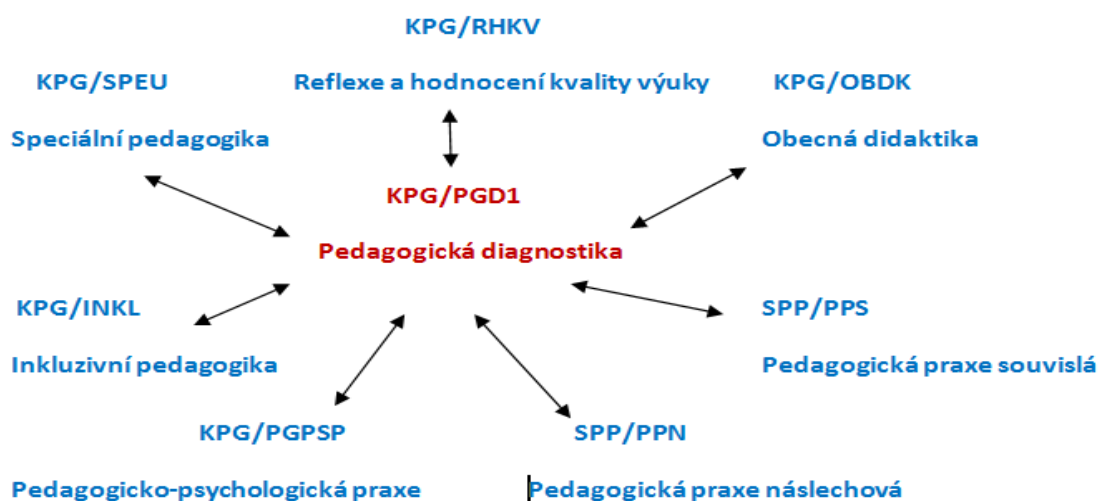 KPG/RHKV
KPG/SPEU
Reflexe a hodnocení kvality výuky
KPG/OBDK
Speciální pedagogika
Obecná didaktika
KPG/PGD1
Pedagogická diagnostika
KPG/INKL
SPP/PPS
Inkluzivní pedagogika
Pedagogická praxe souvislá
KPG/PGPSP
SPP/PPN
Pedagogicko-psychologická praxe
Pedagogická praxe náslechová